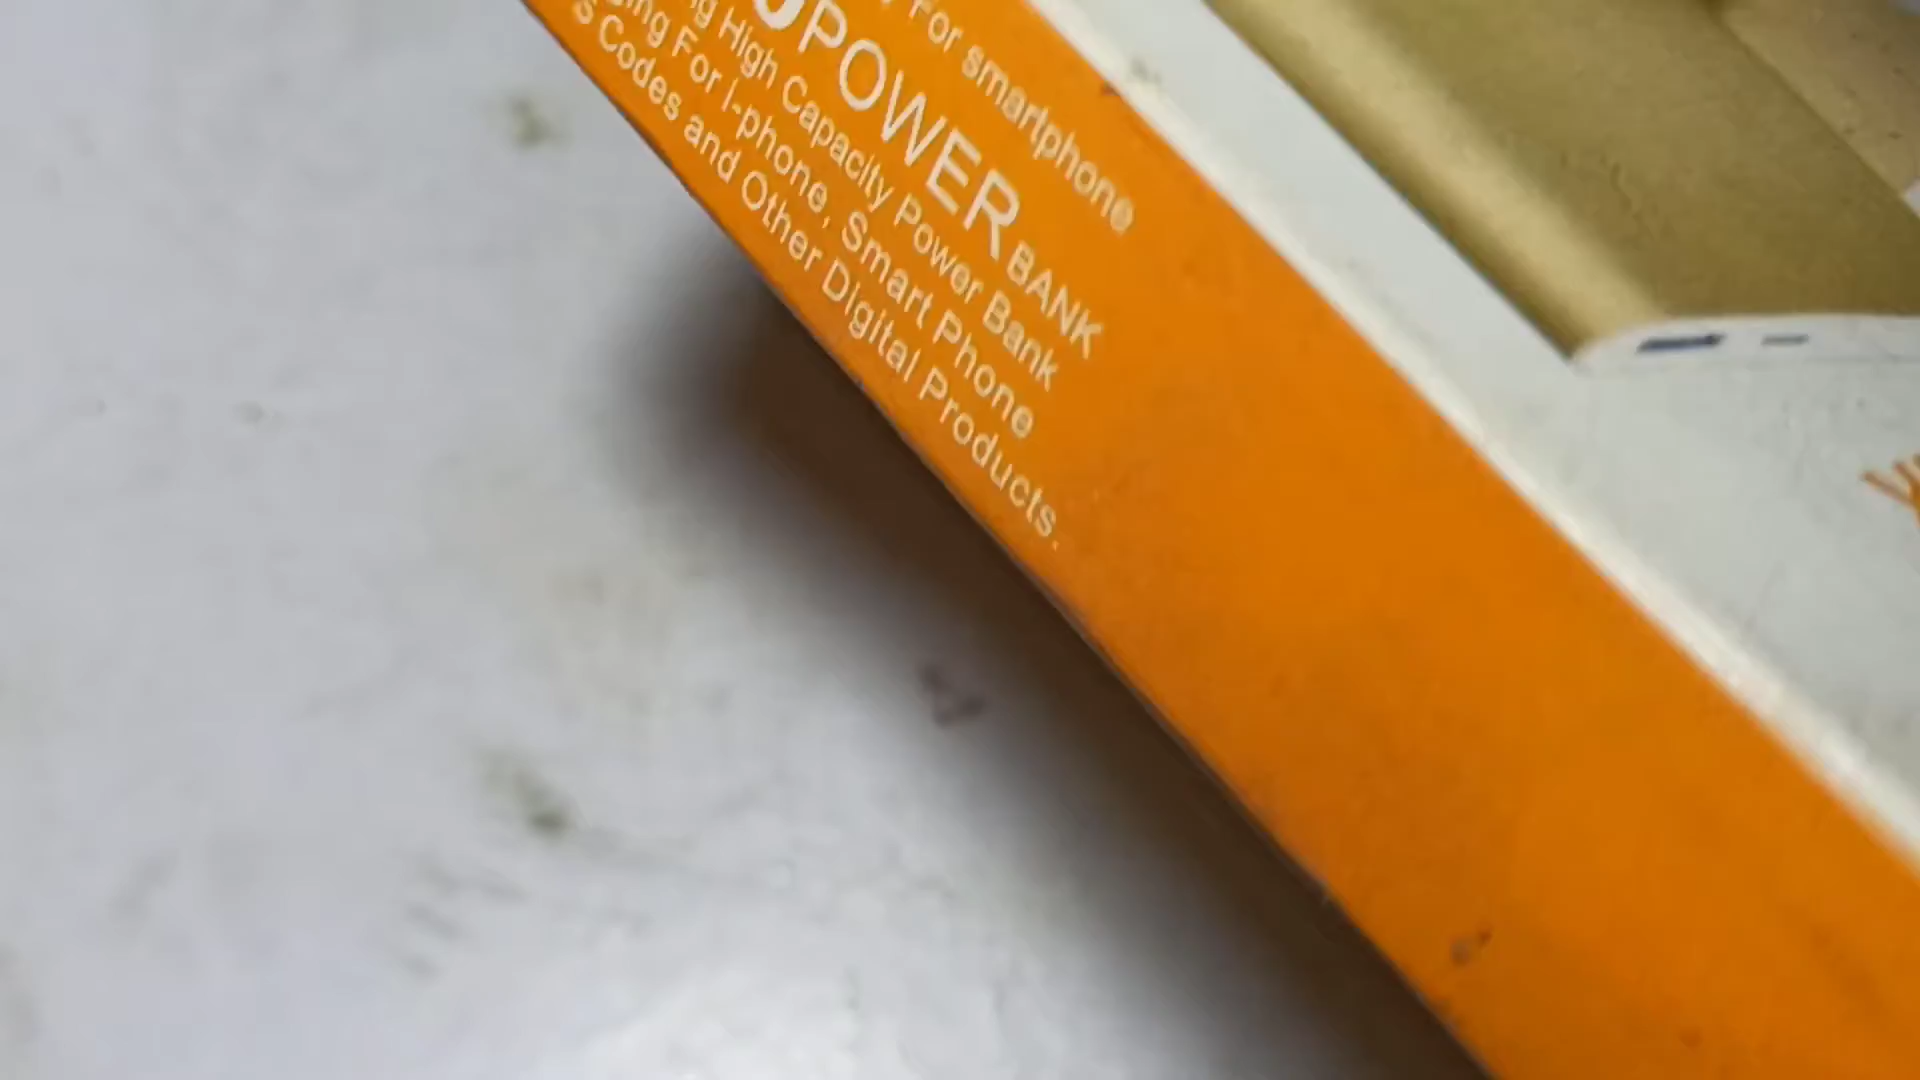 For smartphone
POWER BANK
High Capacity Power Bank
For I-phone, Smart Phone
Codes and Other Digital Products.